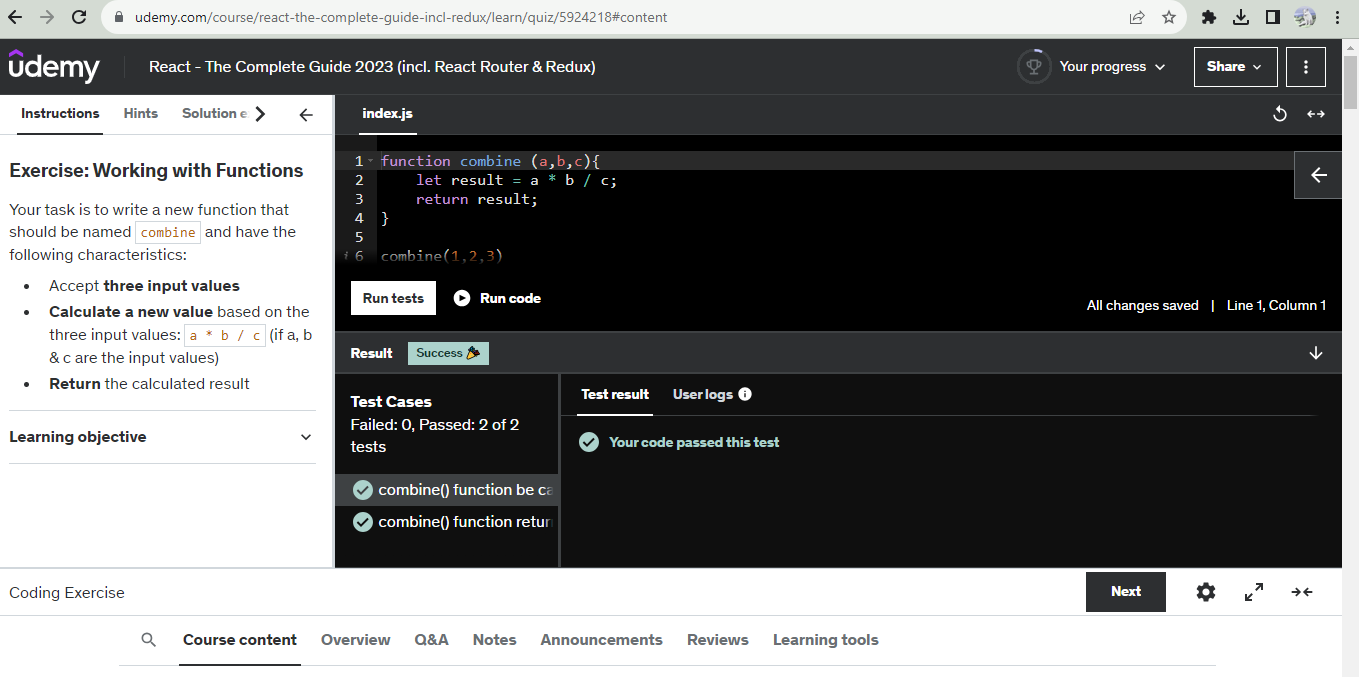 udemy.com/course/react-the-complete-guide-incl-redux/learn/quiz/5924218#content
udemy
React - The Complete Guide 2023 (incl. React Router & Redux)
Your progress
Share
Instructions
Hints
Solution e
index.js
Exercise: Working with Functions
Your task is to write a new function that
should be named combine and have the
following characteristics:
• Accept three input values
• Calculate a new value based on the
three input values: a * b / c (if a, b
& c are the input values)
• Return the calculated result
Learning objective
1 function combine (a,b,c){
2 let result = a * b / c;
3 return result;
4 }
5
i 6 combine(1,2,3)
Run tests
Run code
All changes saved | Line 1, Column 1
Result
Success
Test Cases
Failed: 0, Passed: 2 of 2
tests
combine() function be ca
combine() function retur
Test result
User logs
Your code passed this test
Coding Exercise
Next
Course content
Overview
Q&A
Notes
Announcements
Reviews
Learning tools